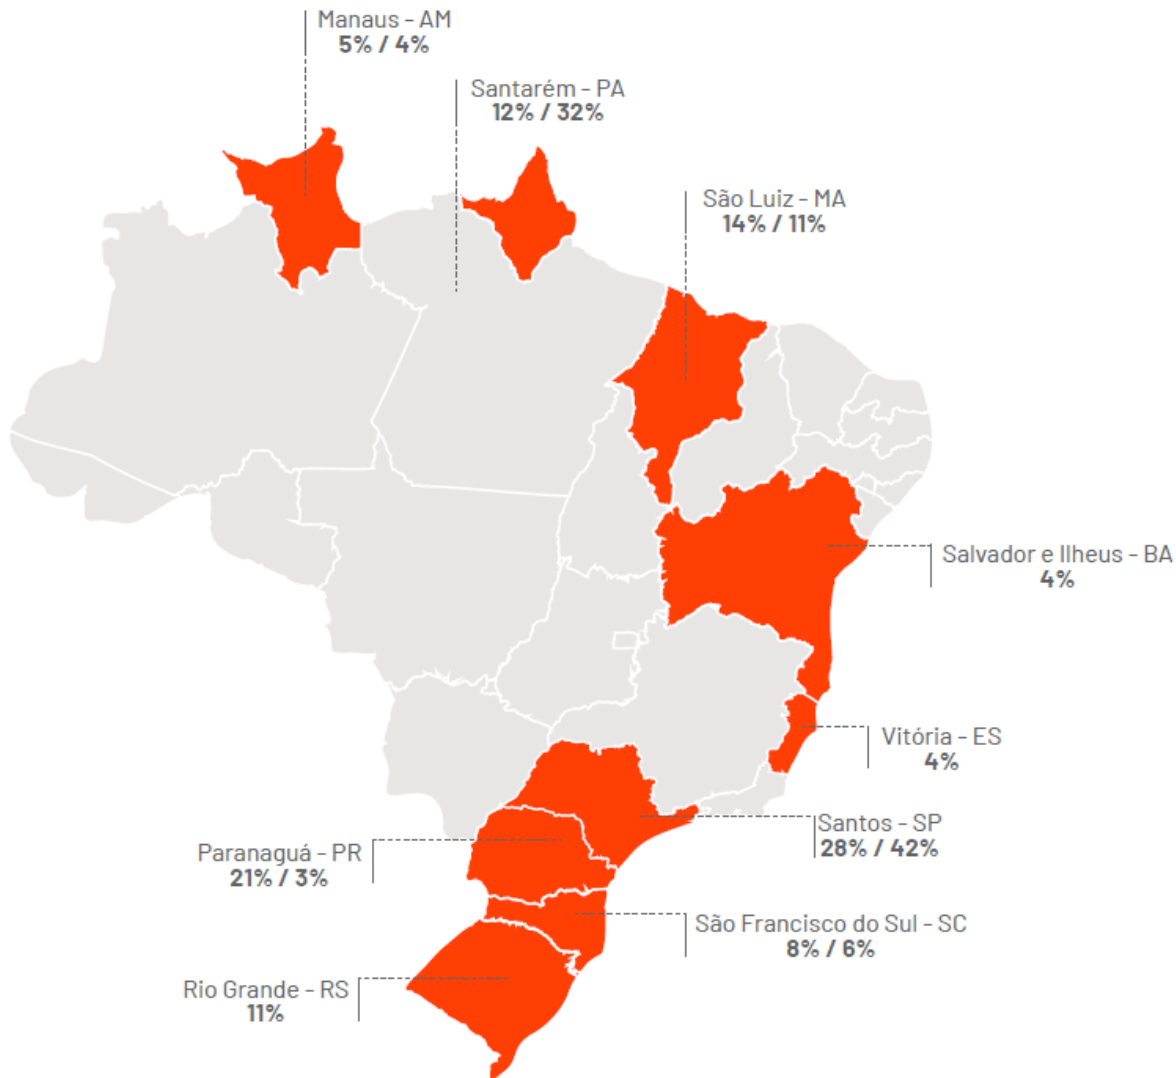 Manaus - AM
5% / 4%
Santarém - PA
12% / 32%
São Luiz - MA
14% / 11%
Salvador e Ilheus - BA
4%
Vitória - ES
4%
Santos - SP
28% / 42%
Paranaguá - PR
21% / 3%
São Francisco do Sul - SC
8% / 6%
Rio Grande - RS
11%